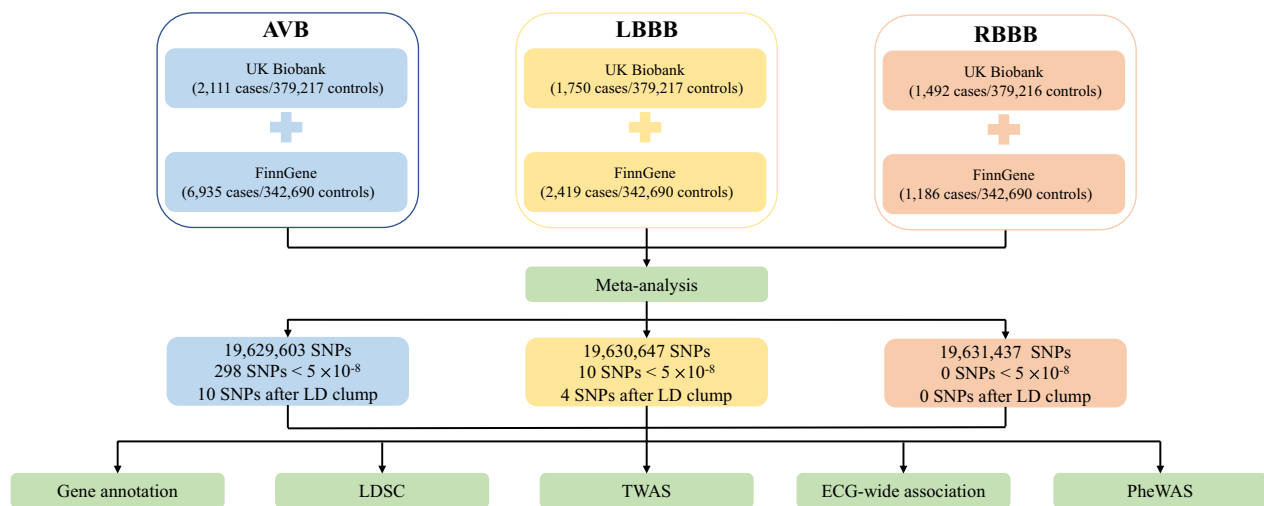 AVB
UK Biobank
(2,111 cases/379,217 controls)
FinnGene
(6,935 cases/342,690 controls)
LBBB
UK Biobank
(1,750 cases/379,217 controls)
FinnGene
(2,419 cases/342,690 controls)
RBBB
UK Biobank
(1,492 cases/379,216 controls)
FinnGene
(1,186 cases/342,690 controls)
Meta-analysis
19,629,603 SNPs
298 SNPs < 5 ×10⁻⁸
10 SNPs after LD clump
19,630,647 SNPs
10 SNPs < 5 ×10⁻⁸
4 SNPs after LD clump
19,631,437 SNPs
0 SNPs < 5 ×10⁻⁸
0 SNPs after LD clump
Gene annotation
LDSC
TWAS
ECG-wide association
PheWAS